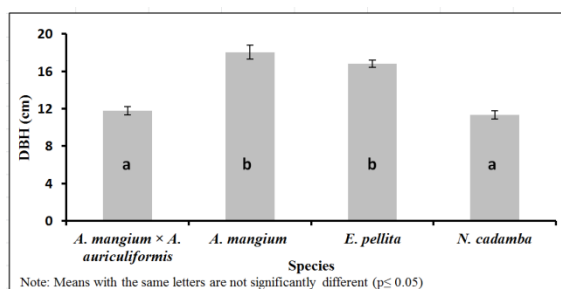 20
16
12
8
4
0
DBH (cm)
a
b
b
a
A. mangium × A. auriculiformis
A. mangium
E. pellita
N. cadamba
Species
Note: Means with the same letters are not significantly different (p≤ 0.05)